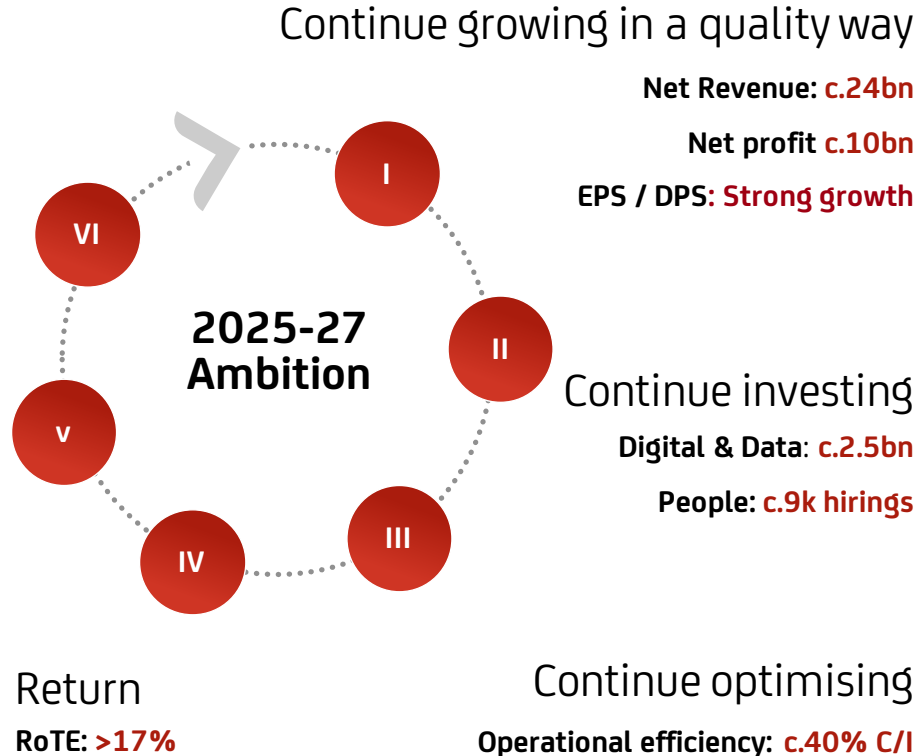 Continue growing in a quality way
Net Revenue: c.24bn
Net profit c.10bn
EPS / DPS: Strong growth
I
VI
2025-27
Ambition
II
Continue investing
Digital & Data: c.2.5bn
People: c.9k hirings
v
III
IV
Return
RoTE: >17%
Continue optimising
Operational efficiency: c.40% C/I